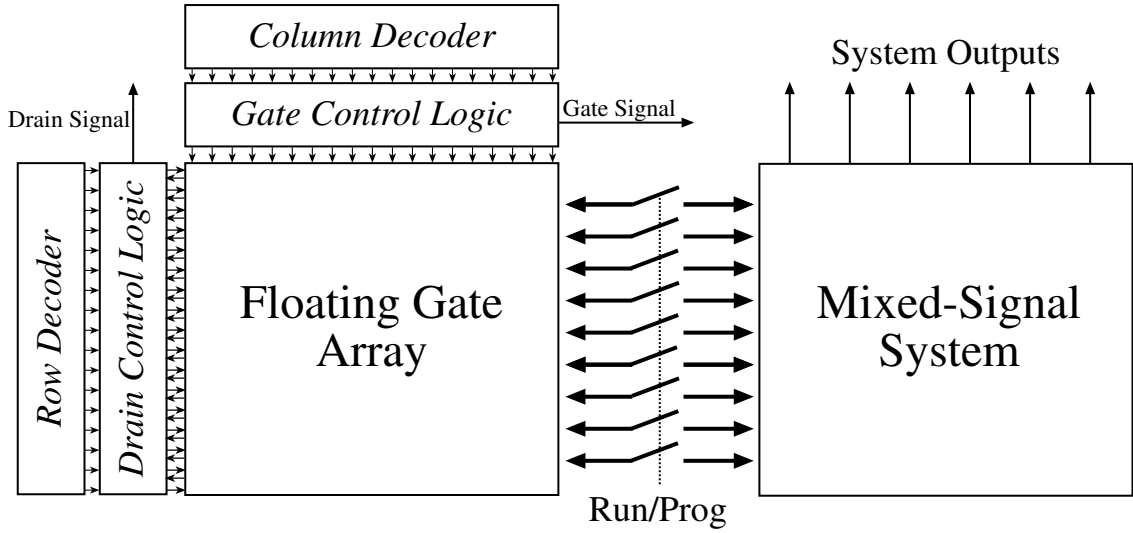 Column Decoder
System Outputs
Drain Signal
Gate Control Logic
Gate Signal
Row Decoder
Drain Control Logic
Floating Gate
Array
Mixed-Signal
System
Run/Prog